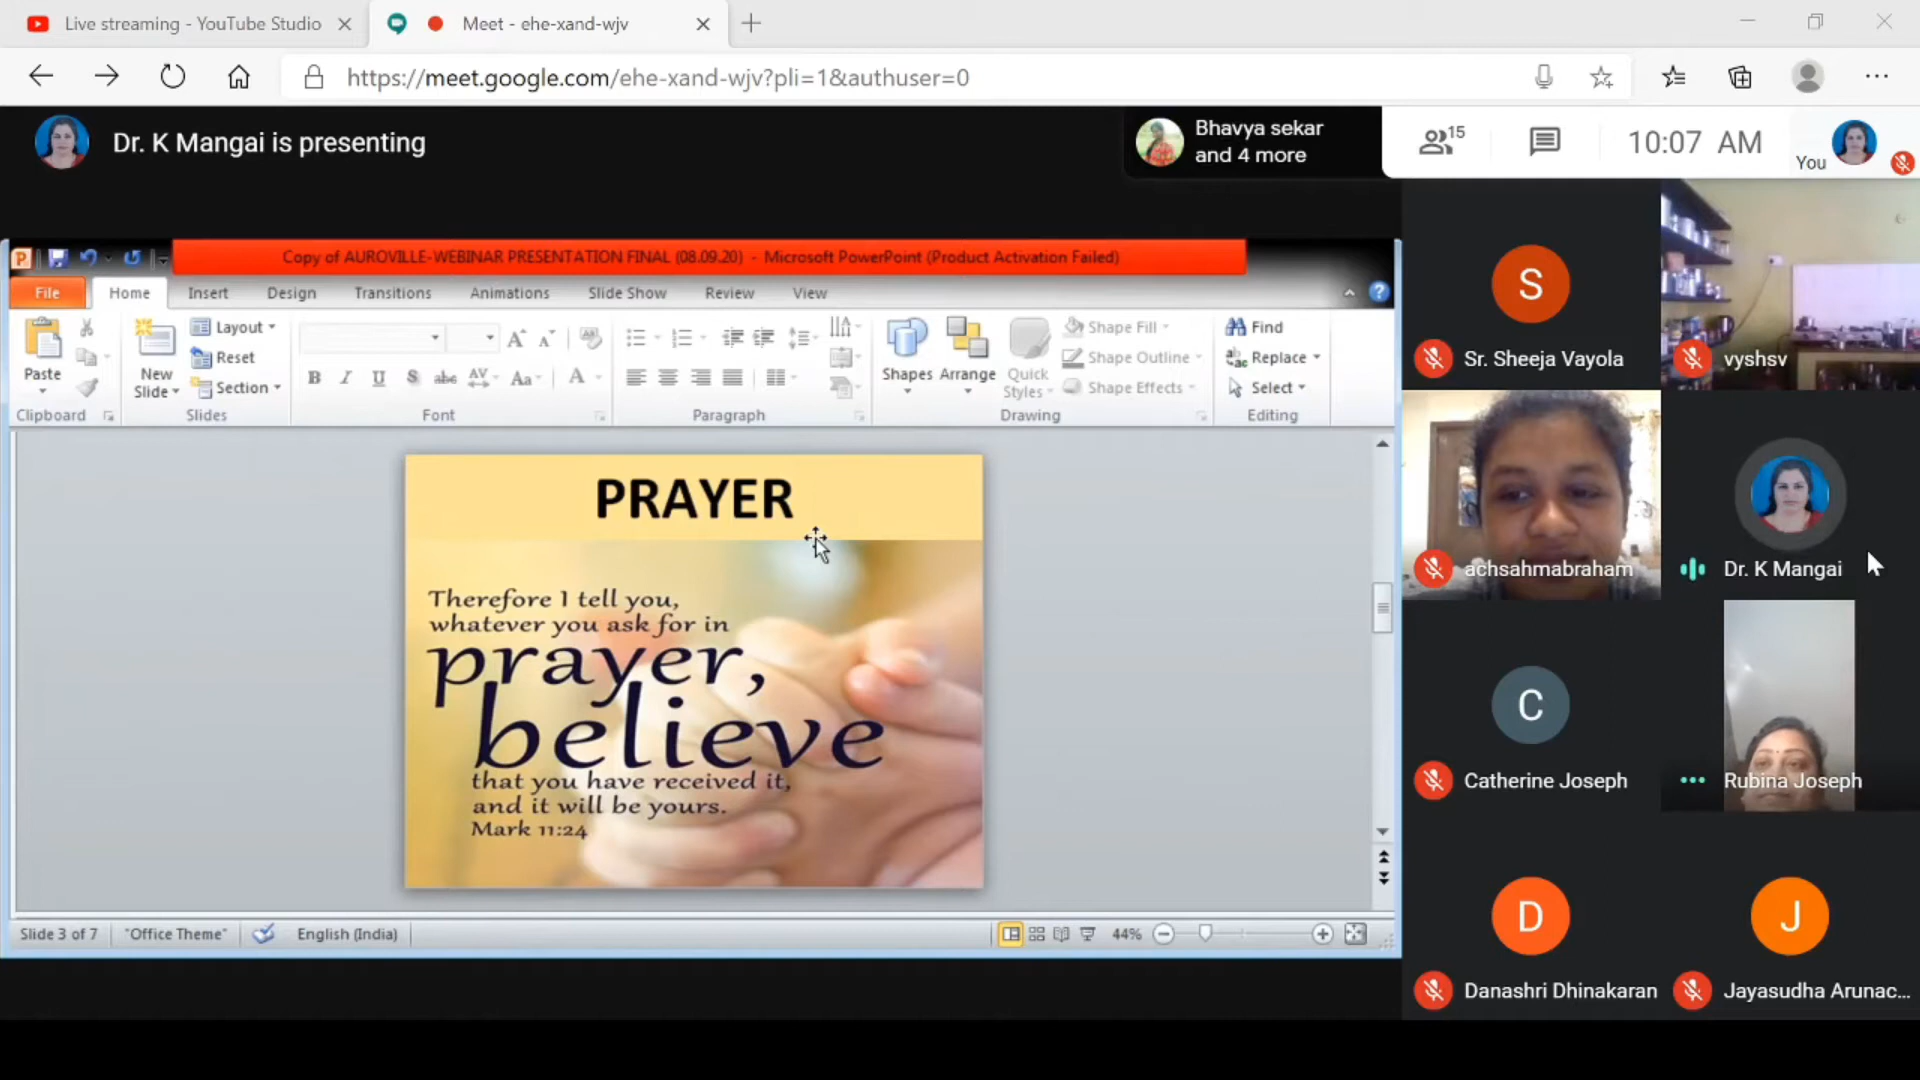 Live streaming - YouTube Studio
Meet - ehe-xand-wjv
https://meet.google.com/ehe-xand-wjv?pli=1&authuser=0
Dr. K Mangai is presenting
Bhavya sekar
and 4 more
15
10:07 AM
You
Copy of AUROVILLE-WEBINAR PRESENTATION FINAL (08.09.20) - Microsoft PowerPoint (Product Activation Failed)
File Home Insert Design Transitions Animations Slide Show Review View
Paste
Clipboard
New
Slide
Layout
Reset
Section
Slides
Font
Paragraph
Shapes
Arrange
Quick
Styles
Shape Fill
Shape Outline
Shape Effects
Drawing
Find
Replace
Select
Editing
PRAYER
Therefore I tell you,
whatever you ask for in
prayer,
believe
that you have received it,
and it will be yours.
Mark 11:24
Slide 3 of 7
"Office Theme"
English (India)
44%
S
Sr. Sheeja Vayola
vyshsv
achsahmabraham
Dr. K Mangai
C
Catherine Joseph
Rubina Joseph
D
Danashri Dhinakaran
J
Jayasudha Arunac...